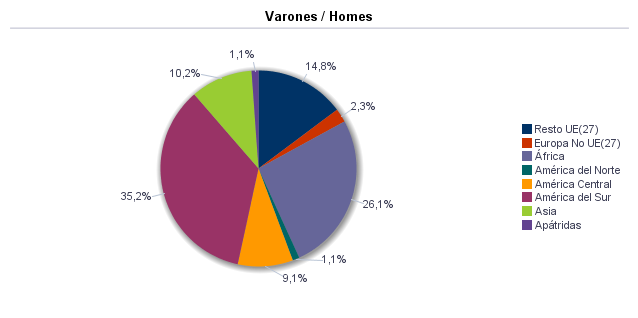 Varones / Homes
1,1%
14,8%
10,2%
2,3%
35,2%
26,1%
1,1%
9,1%
Resto UE(27)
Europa No UE(27)
África
América del Norte
América Central
América del Sur
Asia
Apátridas